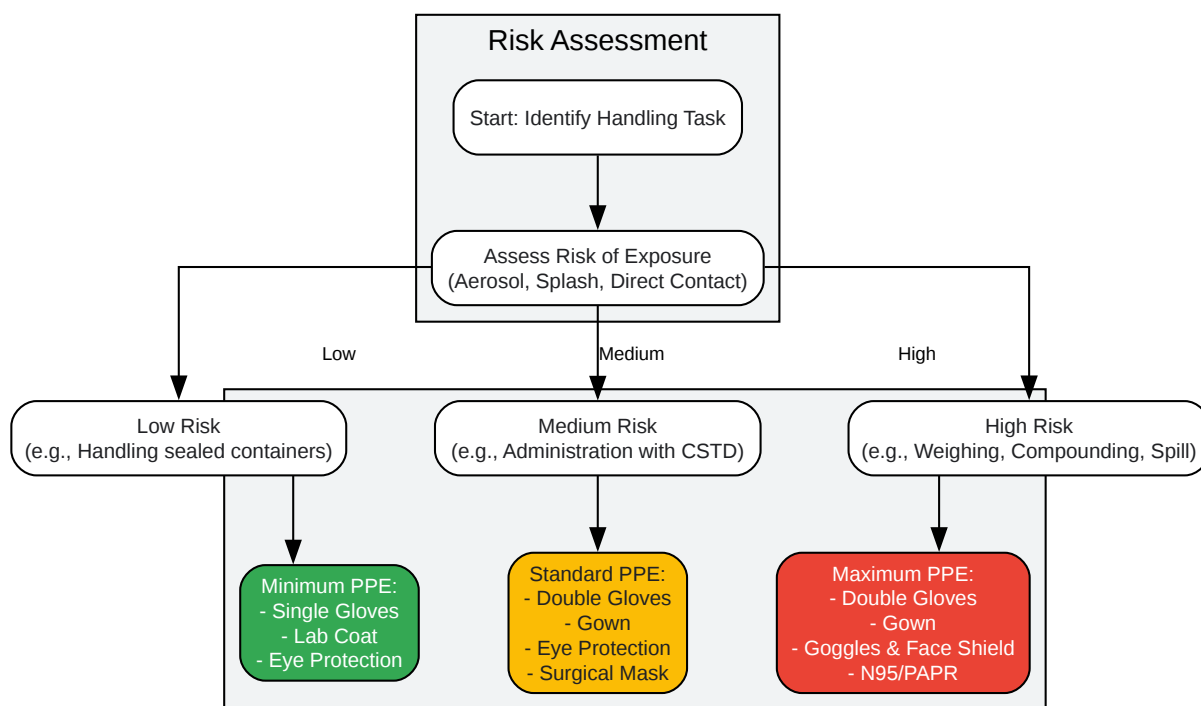 Risk Assessment
Start: Identify Handling Task
Assess Risk of Exposure
(Aerosol, Splash, Direct Contact)
Low
Medium
High
Low Risk
(e.g., Handling sealed containers)
Medium Risk
(e.g., Administration with CSTD)
High Risk
(e.g., Weighing, Compounding, Spill)
Minimum PPE:
- Single Gloves
- Lab Coat
- Eye Protection
Standard PPE:
- Double Gloves
- Gown
- Eye Protection
- Surgical Mask
Maximum PPE:
- Double Gloves
- Gown
- Goggles & Face Shield
- N95/PAPR